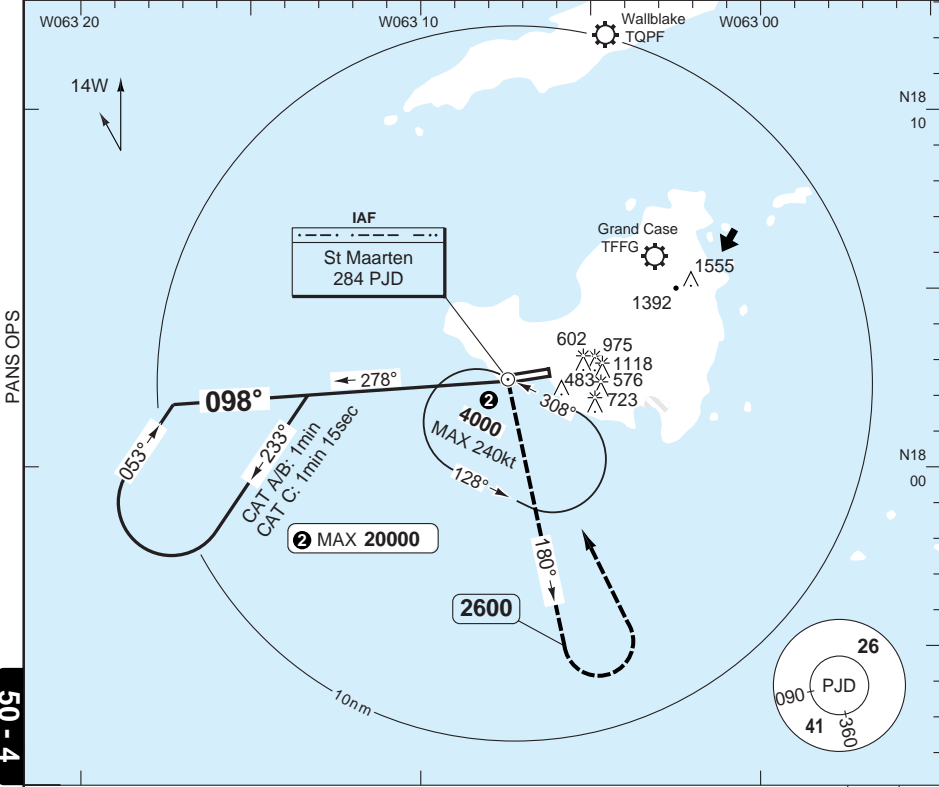 W063 20
W063 10
W063 00
Wallblake
TQPF
14W
N18
10
IAF
St Maarten
284 PJD
Grand Case
TFFG
1555
1392
602
975
1118
483
576
723
PANS OPS
278°
098°
308°
❷
4000
MAX 240kt
128°
053°
233°
CAT A/B: 1min
CAT C: 1min 15sec
N18
00
❷ MAX 20000
180°
2600
10nm
26
PJD
090
41
360
50 - 4